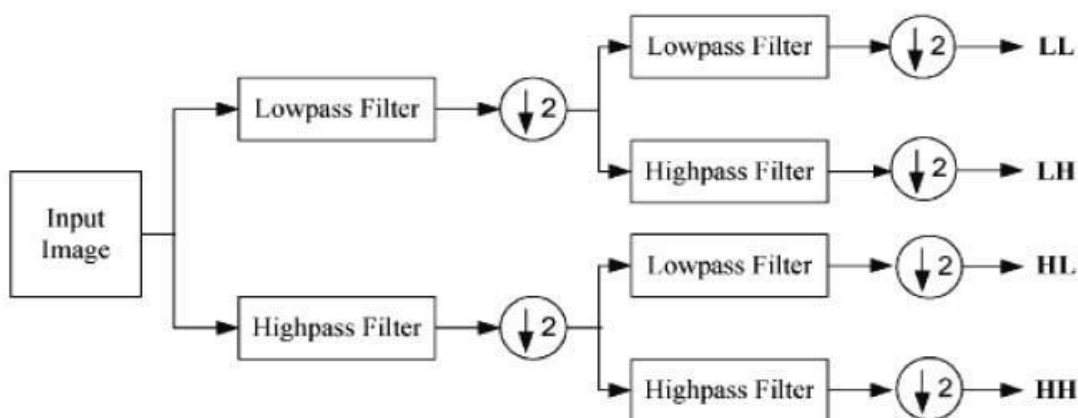 Lowpass Filter
↓2
LL
Lowpass Filter
↓2
Highpass Filter
↓2
LH
Input
Image
Lowpass Filter
↓2
HL
Highpass Filter
↓2
Highpass Filter
↓2
HH